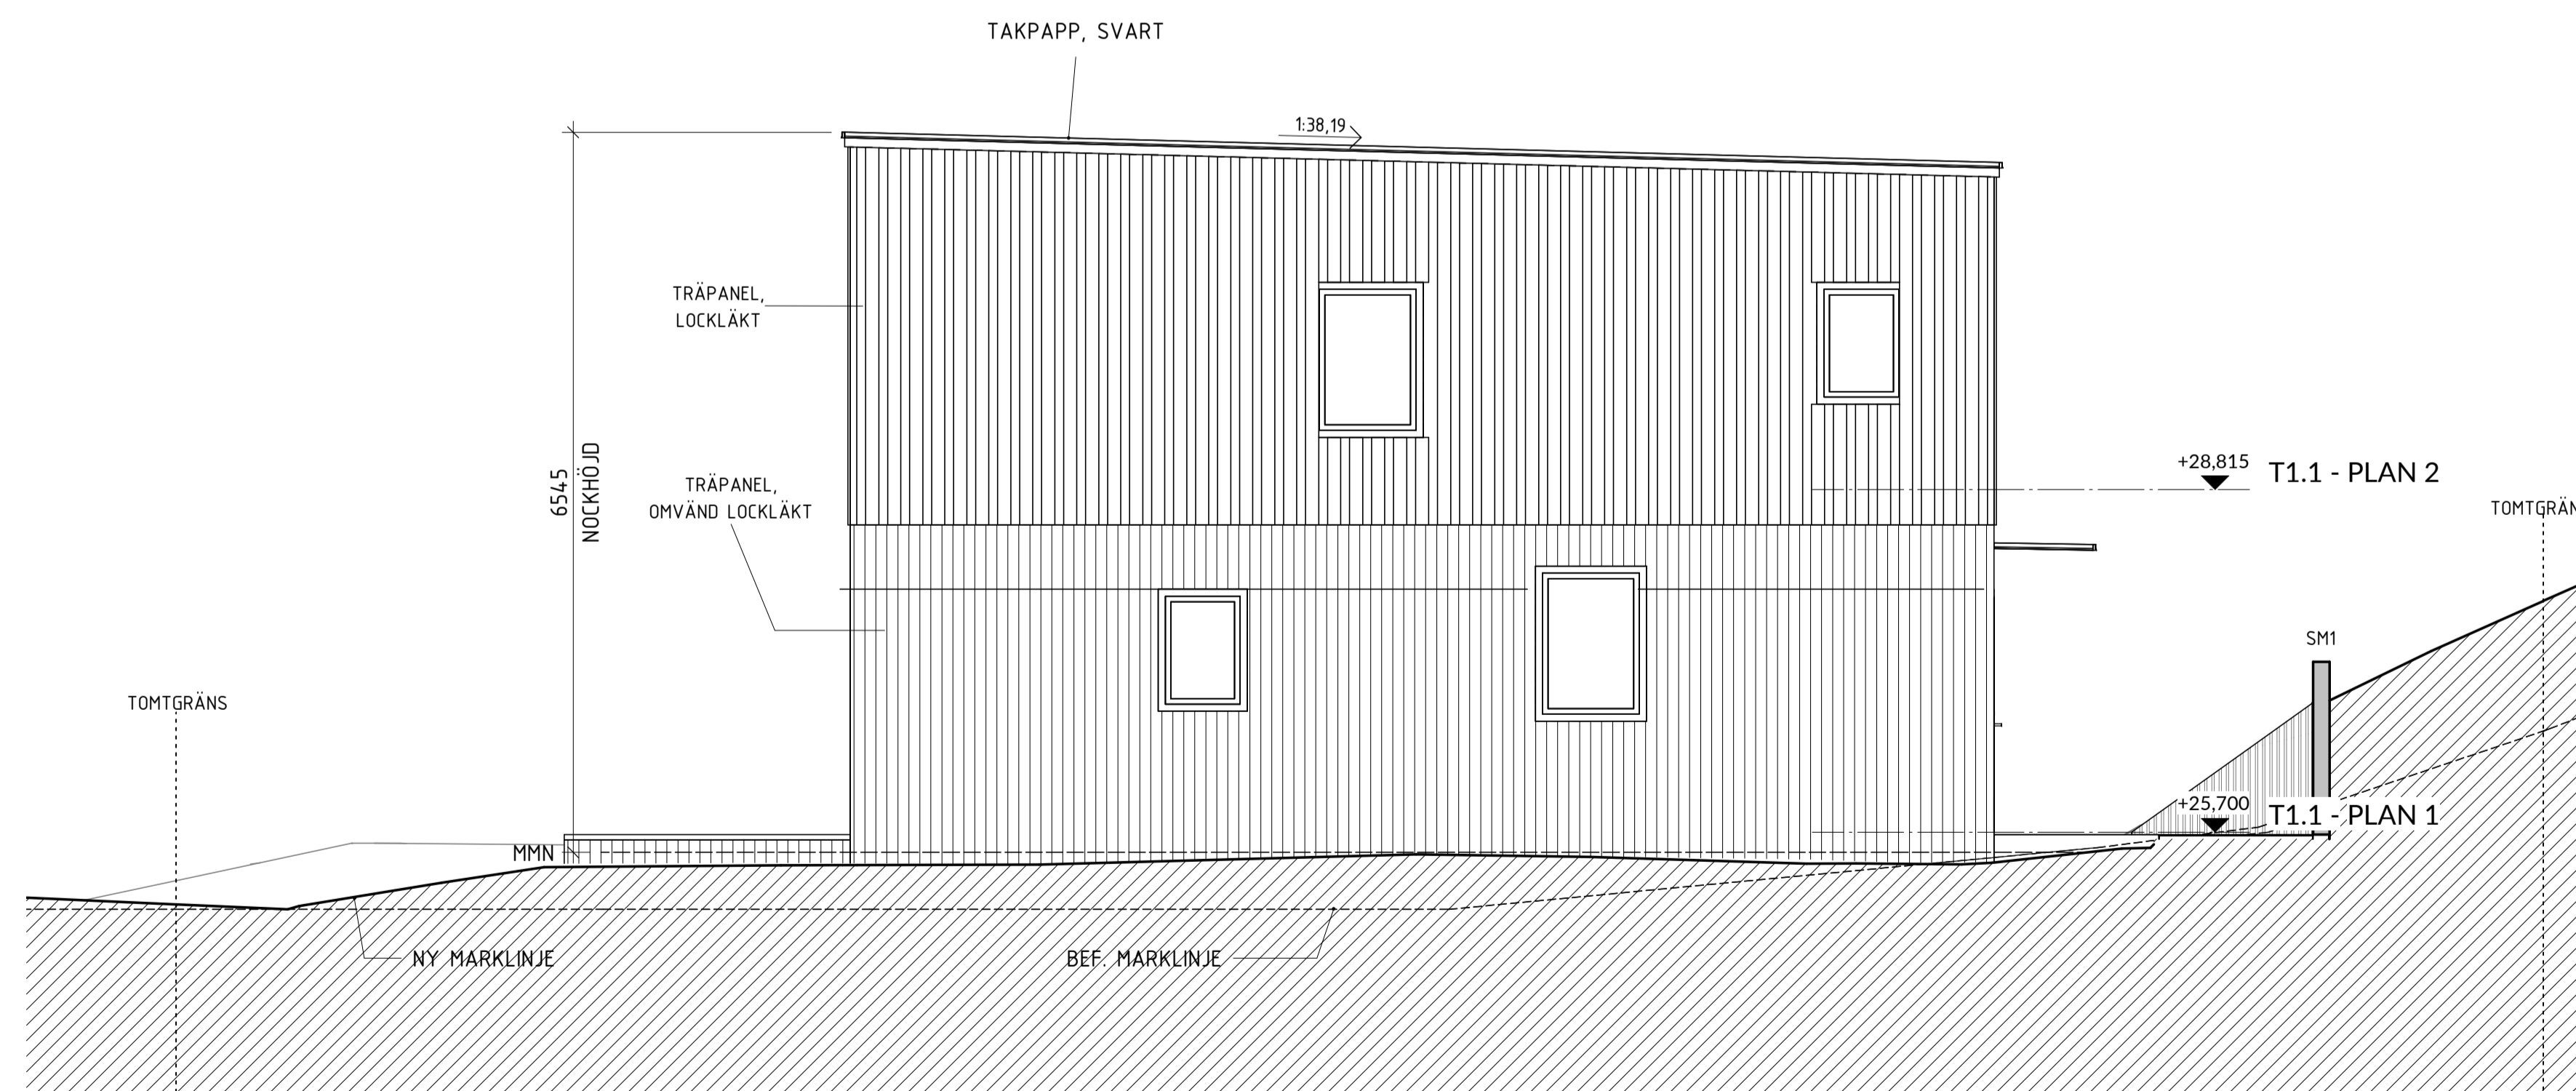 TAKPAPP, SVART
1:38,19
TRÄPANEL,
LOCKLÄKT
6545
NOCKHÖJD
TRÄPANEL,
OMVÄND LOCKLÄKT
+28,815 T1.1 - PLAN 2
TOMTGRÄN
SM1
TOMTGRÄNS
+25,700 T1.1 - PLAN 1
MMN
NY MARKLINJE
BEF. MARKLINJE